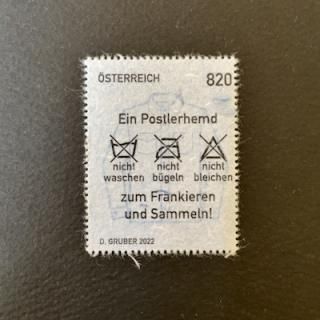 ÖSTERREICH 820
Ein Postlerhemd
nicht nicht nicht
waschen bügeln bleichen
zum Frankieren
und Sammeln!
D. GRUBER 2022